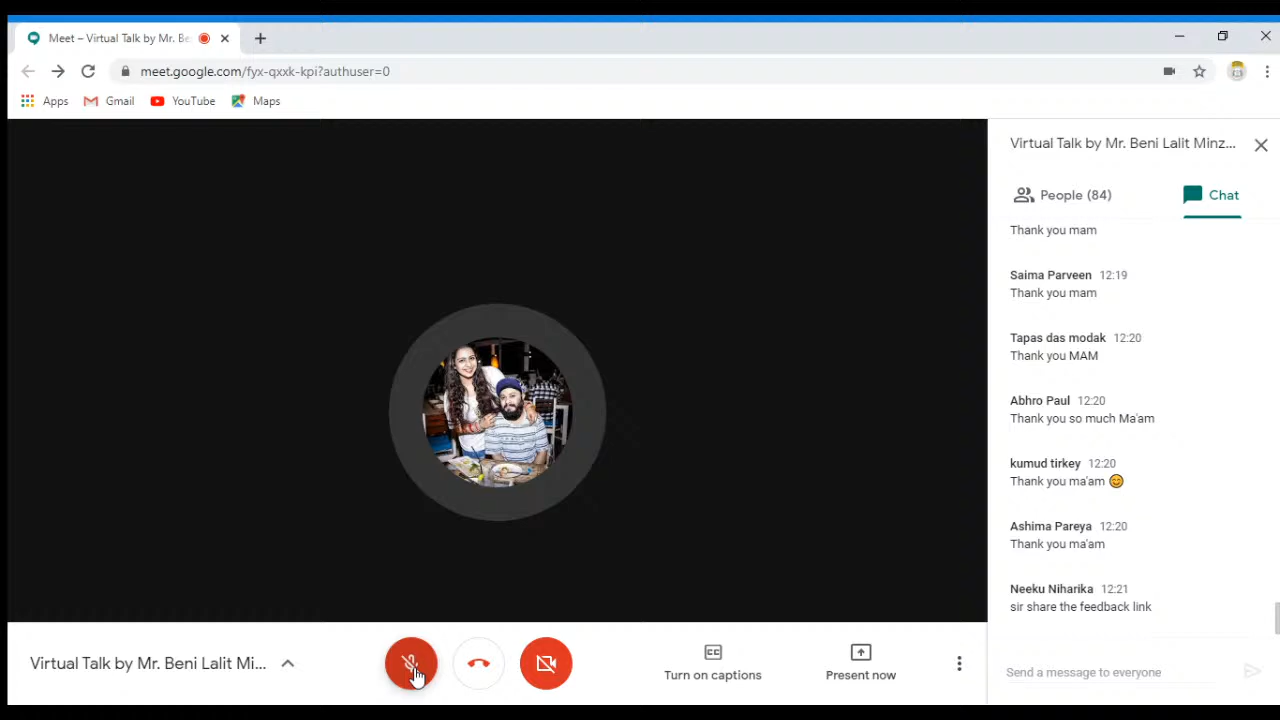 Meet – Virtual Talk by Mr. Be
meet.google.com/fyx-qxxk-kpi?authuser=0
Apps
Gmail
YouTube
Maps
Virtual Talk by Mr. Beni Lalit Minz...
People (84)
Chat
Thank you mam
Saima Parveen 12:19
Thank you mam
Tapas das modak 12:20
Thank you MAM
Abhro Paul 12:20
Thank you so much Ma'am
kumud tirkey 12:20
Thank you ma'am 😊
Ashima Pareya 12:20
Thank you ma'am
Neeku Niharika 12:21
sir share the feedback link
Send a message to everyone
Virtual Talk by Mr. Beni Lalit Mi...
Turn on captions
Present now